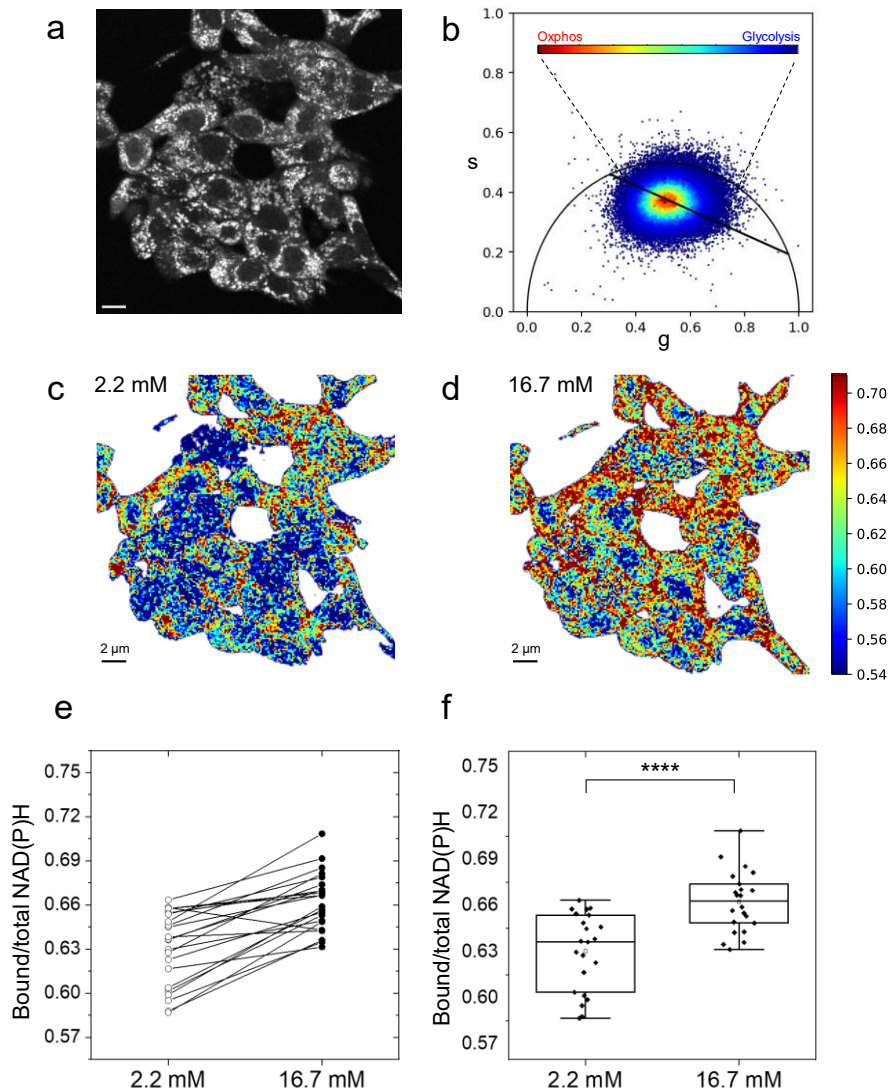 a
b
Oxphos Glycolysis
1.0
0.8
0.6
s
0.4
0.2
0.0
0.0 0.2 0.4 0.6 0.8 1.0
g
c
2.2 mM
d
16.7 mM
0.70
0.68
0.66
0.64
0.62
0.60
0.58
0.56
0.54
2 µm
2 µm
e
Bound/total NAD(P)H
0.75
0.72
0.69
0.66
0.63
0.60
0.57
2.2 mM 16.7 mM
f
Bound/total NAD(P)H
0.75
0.72
0.69
0.66
0.63
0.60
0.57
****
2.2 mM 16.7 mM